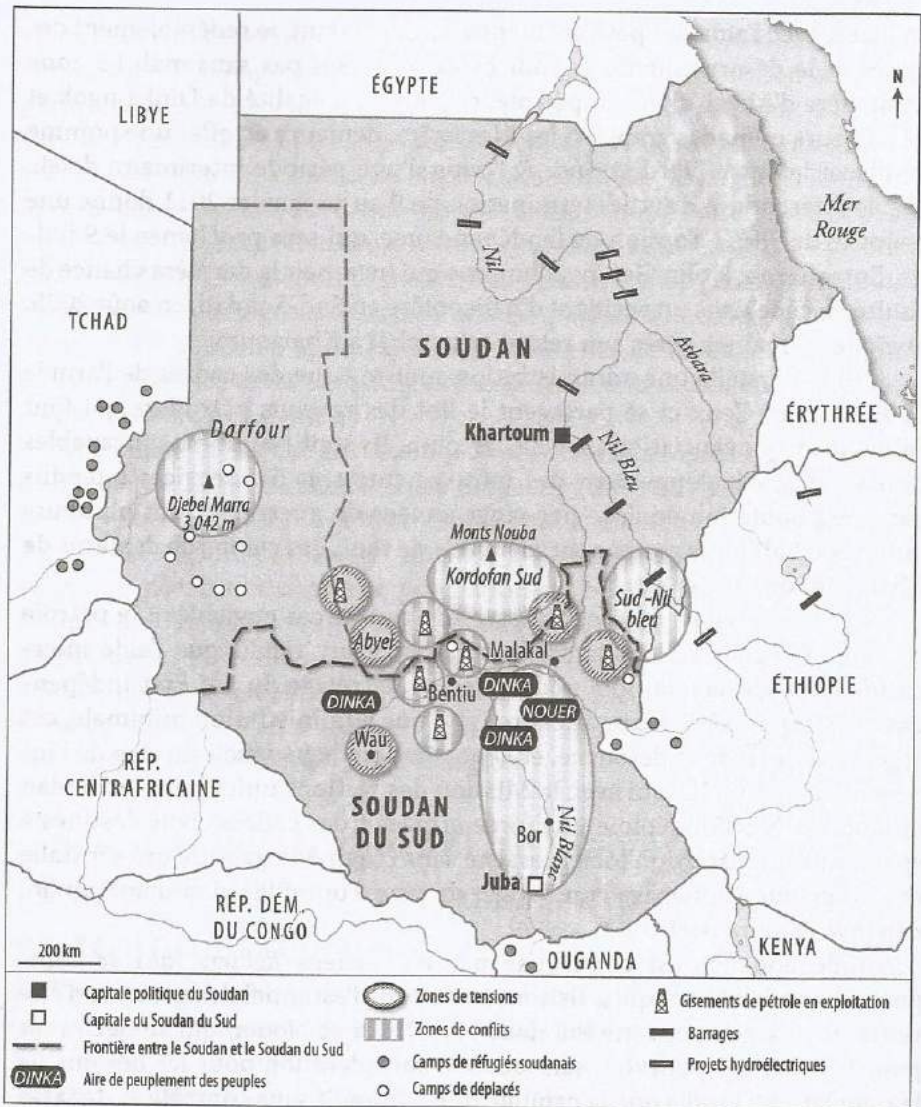 ÉGYPTE
LIBYE
N
Mer
Rouge
Nil
TCHAD
SOUDAN
Atbara
ÉRYTHRÉE
Darfour
Khartoum
Nil Bleu
Djebel Marra
3 042 m
Monts Nouba
Kordofan Sud
Sud-Nil
bleu
Abyei
Malakal
Bentiu
DINKA
DINKA
NOUER
DINKA
ÉTHIOPIE
Wau
RÉP.
CENTRAFRICAINE
SOUDAN
DU SUD
Bor
Nil Blanc
Juba
RÉP. DÉM.
DU CONGO
200 km
OUGANDA
KENYA
Capitale politique du Soudan
Capitale du Soudan du Sud
Frontière entre le Soudan et le Soudan du Sud
DINKA Aire de peuplement des peuples
Zones de tensions
Zones de conflits
Camps de réfugiés soudanais
Camps de déplacés
Gisements de pétrole en exploitation
Barrages
Projets hydroélectriques